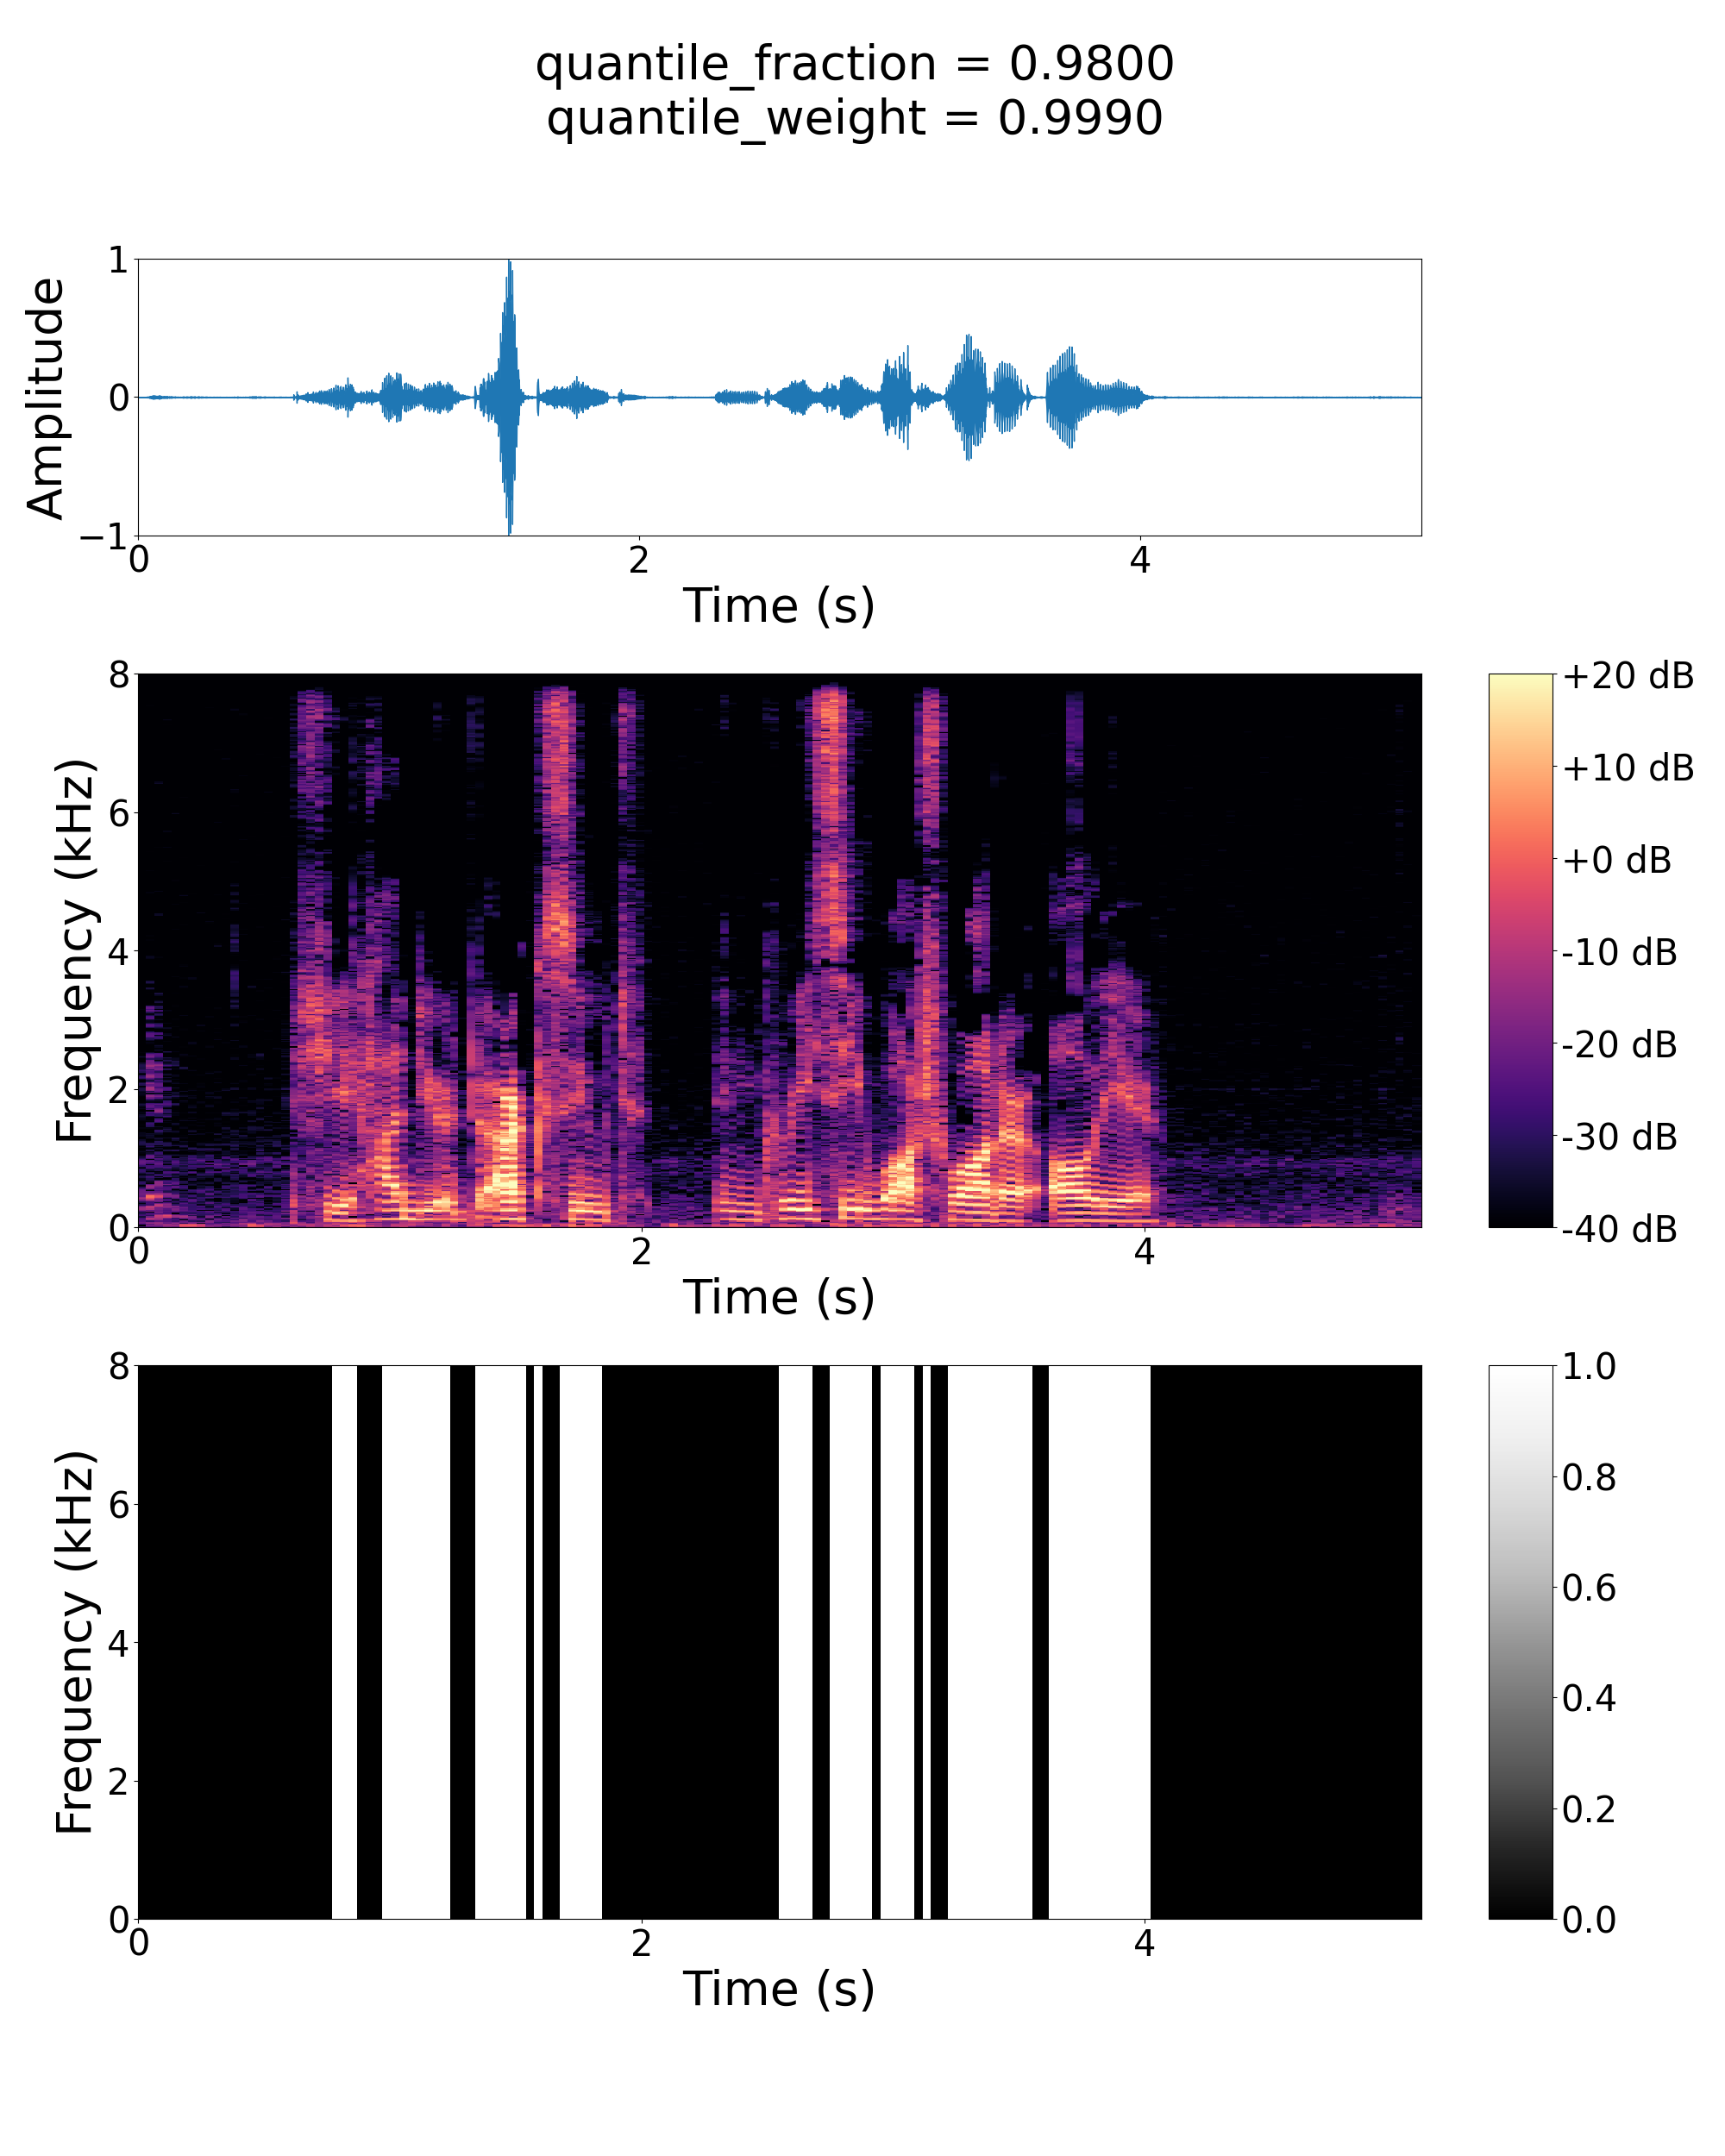 quantile_fraction = 0.9800
quantile_weight = 0.9990
1
0
−1
Amplitude
0 2 4
Time (s)
8
6
4
2
0
Frequency (kHz)
0 2 4
Time (s)
+20 dB
+10 dB
+0 dB
-10 dB
-20 dB
-30 dB
-40 dB
8
6
4
2
0
Frequency (kHz)
0 2 4
Time (s)
1.0
0.8
0.6
0.4
0.2
0.0